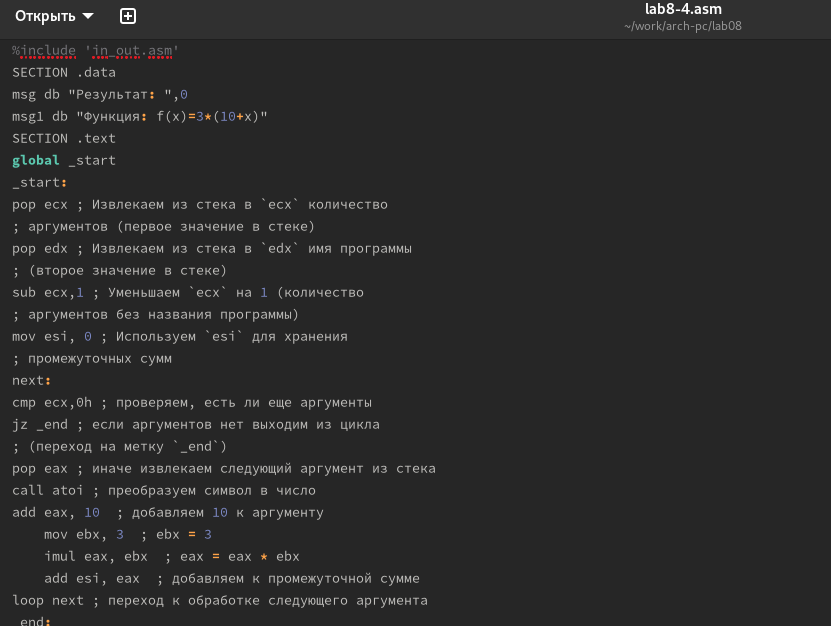 Открыть
lab8-4.asm
~/work/arch-pc/lab08
%include 'in_out.asm'
SECTION .data
msg db "Результат: ",0
msg1 db "Функция: f(x)=3*(10+x)"
SECTION .text
global _start
_start:
pop ecx ; Извлекаем из стека в `ecx` количество
; аргументов (первое значение в стеке)
pop edx ; Извлекаем из стека в `edx` имя программы
; (второе значение в стеке)
sub ecx,1 ; Уменьшаем `ecx` на 1 (количество
; аргументов без названия программы)
mov esi, 0 ; Используем `esi` для хранения
; промежуточных сумм
next:
cmp ecx,0h ; проверяем, есть ли еще аргументы
jz _end ; если аргументов нет выходим из цикла
; (переход на метку `_end`)
pop eax ; иначе извлекаем следующий аргумент из стека
call atoi ; преобразуем символ в число
add eax, 10  ; добавляем 10 к аргументу
    mov ebx, 3  ; ebx = 3
    imul eax, ebx  ; eax = eax * ebx
    add esi, eax  ; добавляем к промежуточной сумме
loop next ; переход к обработке следующего аргумента
_end: